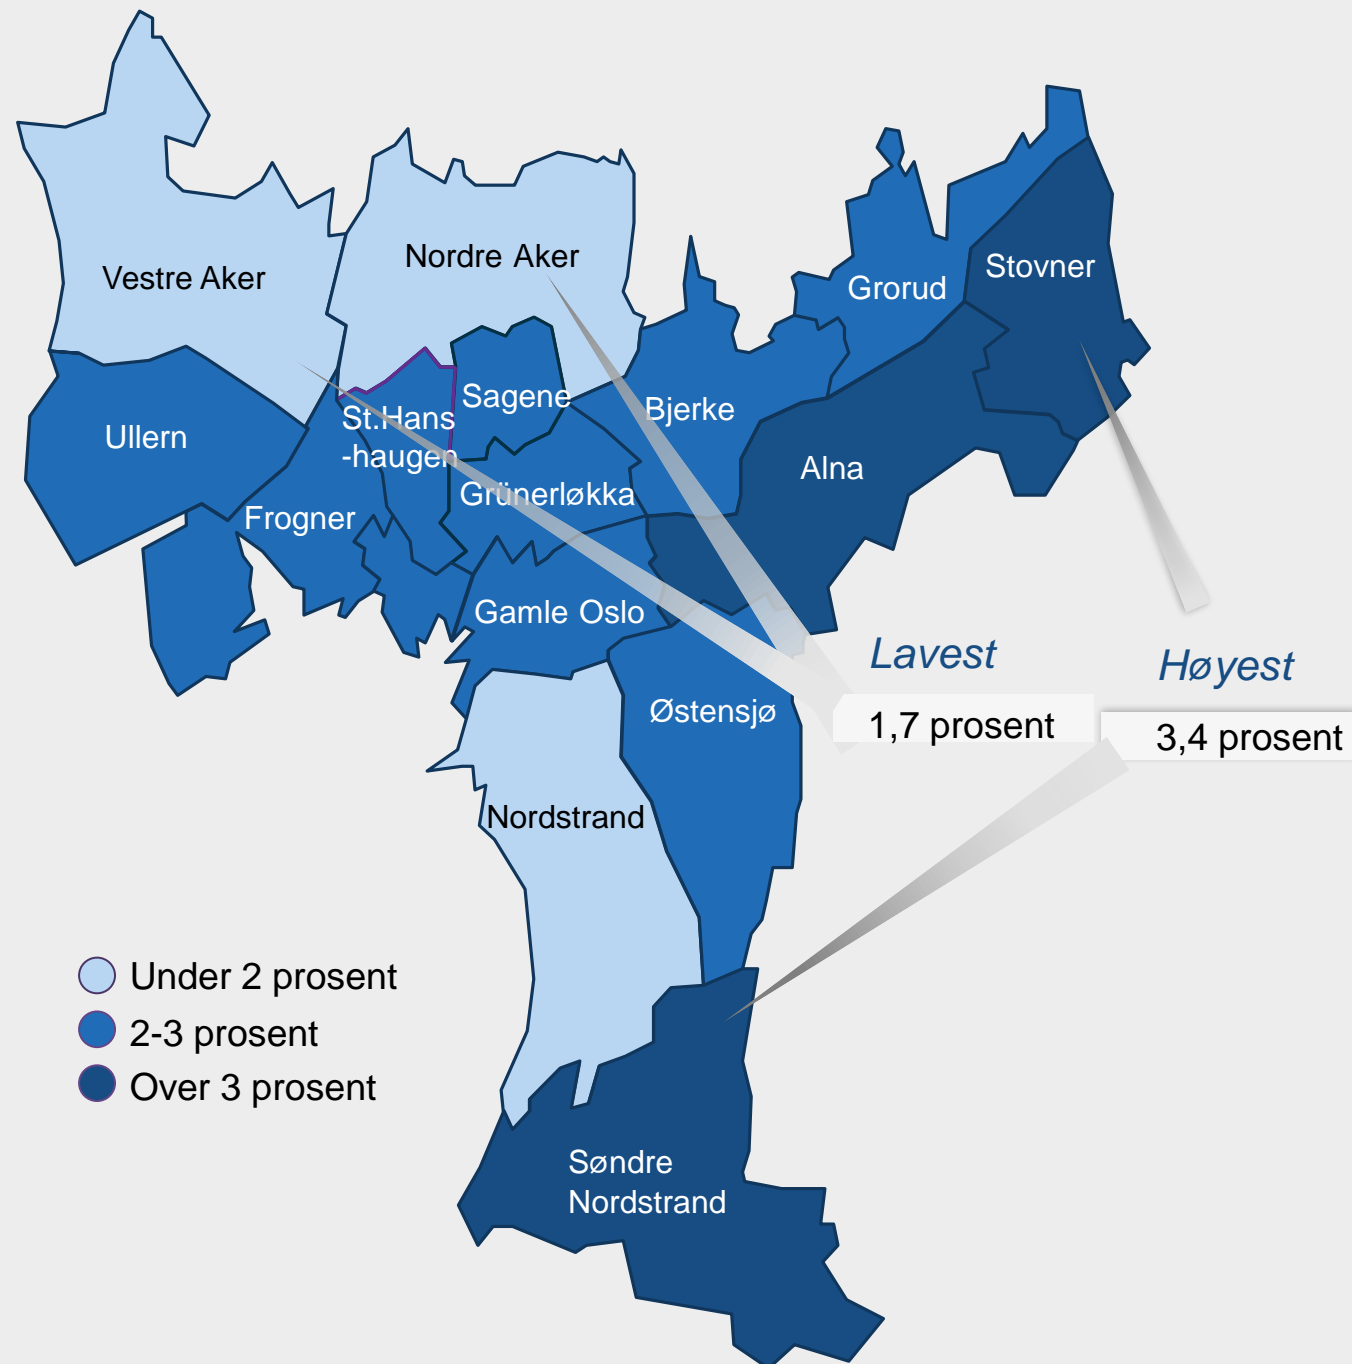 Vestre Aker
Nordre Aker
Grorud
Stovner
Ullern
St.Hans
-haugen
Sagene
Bjerke
Alna
Frogner
Grünerløkka
Gamle Oslo
Østensjø
Lavest
1,7 prosent
Høyest
3,4 prosent
Nordstrand
Under 2 prosent
2-3 prosent
Over 3 prosent
Søndre
Nordstrand